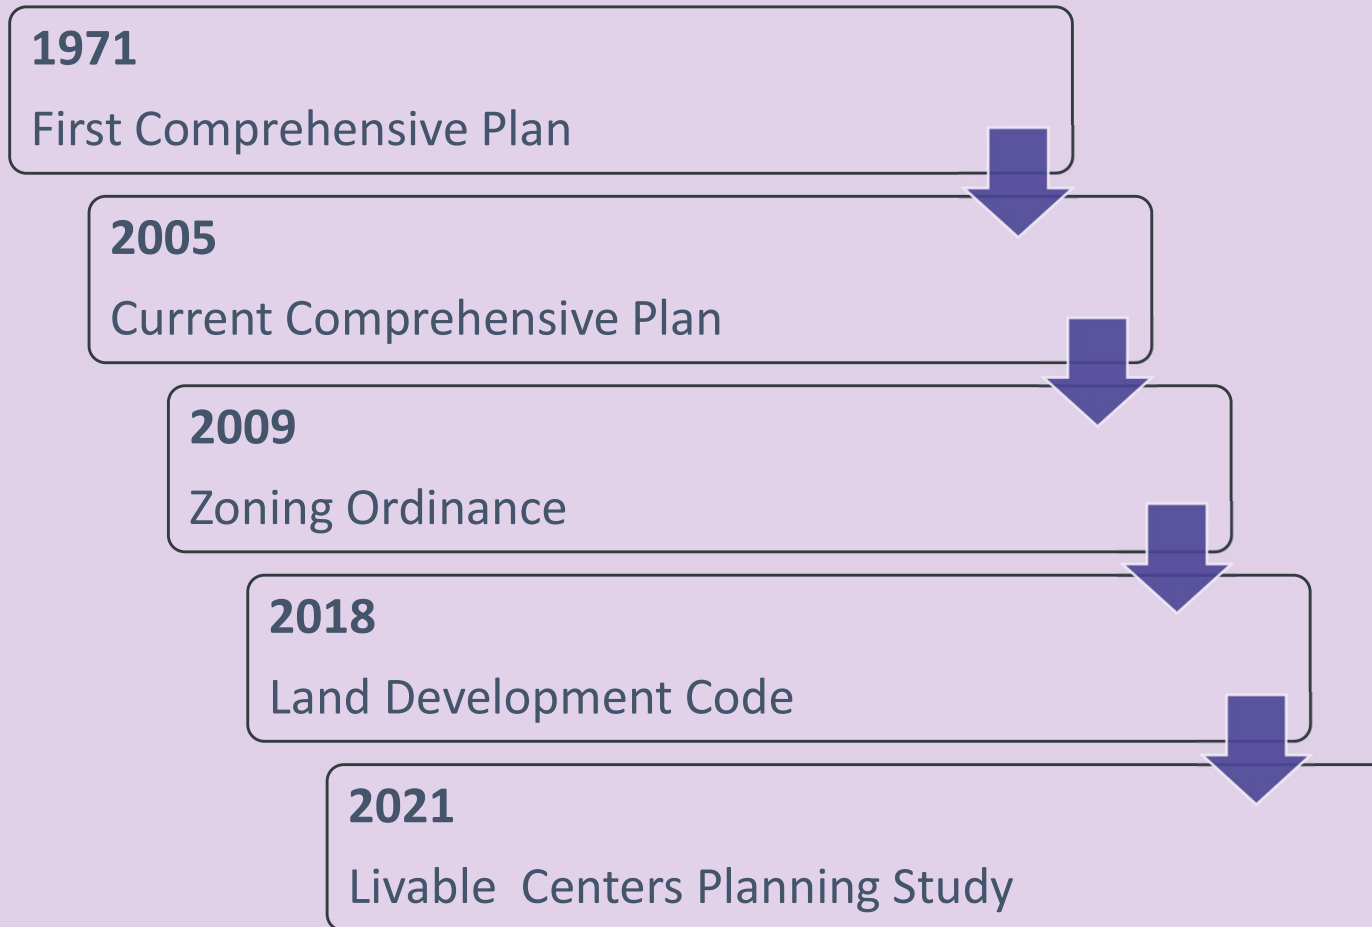 1971
First Comprehensive Plan
2005
Current Comprehensive Plan
2009
Zoning Ordinance
2018
Land Development Code
2021
Livable  Centers Planning Study